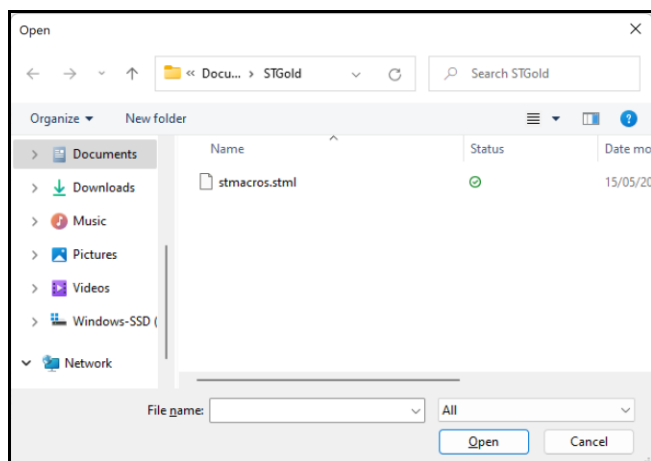 Open
« Docu... > STGold
Search STGold
Organize
New folder
Name
Status
Date mo
Documents
stmacros.stml
15/05/20
Downloads
Music
Pictures
Videos
Windows-SSD (
Network
File name:
All
Open
Cancel